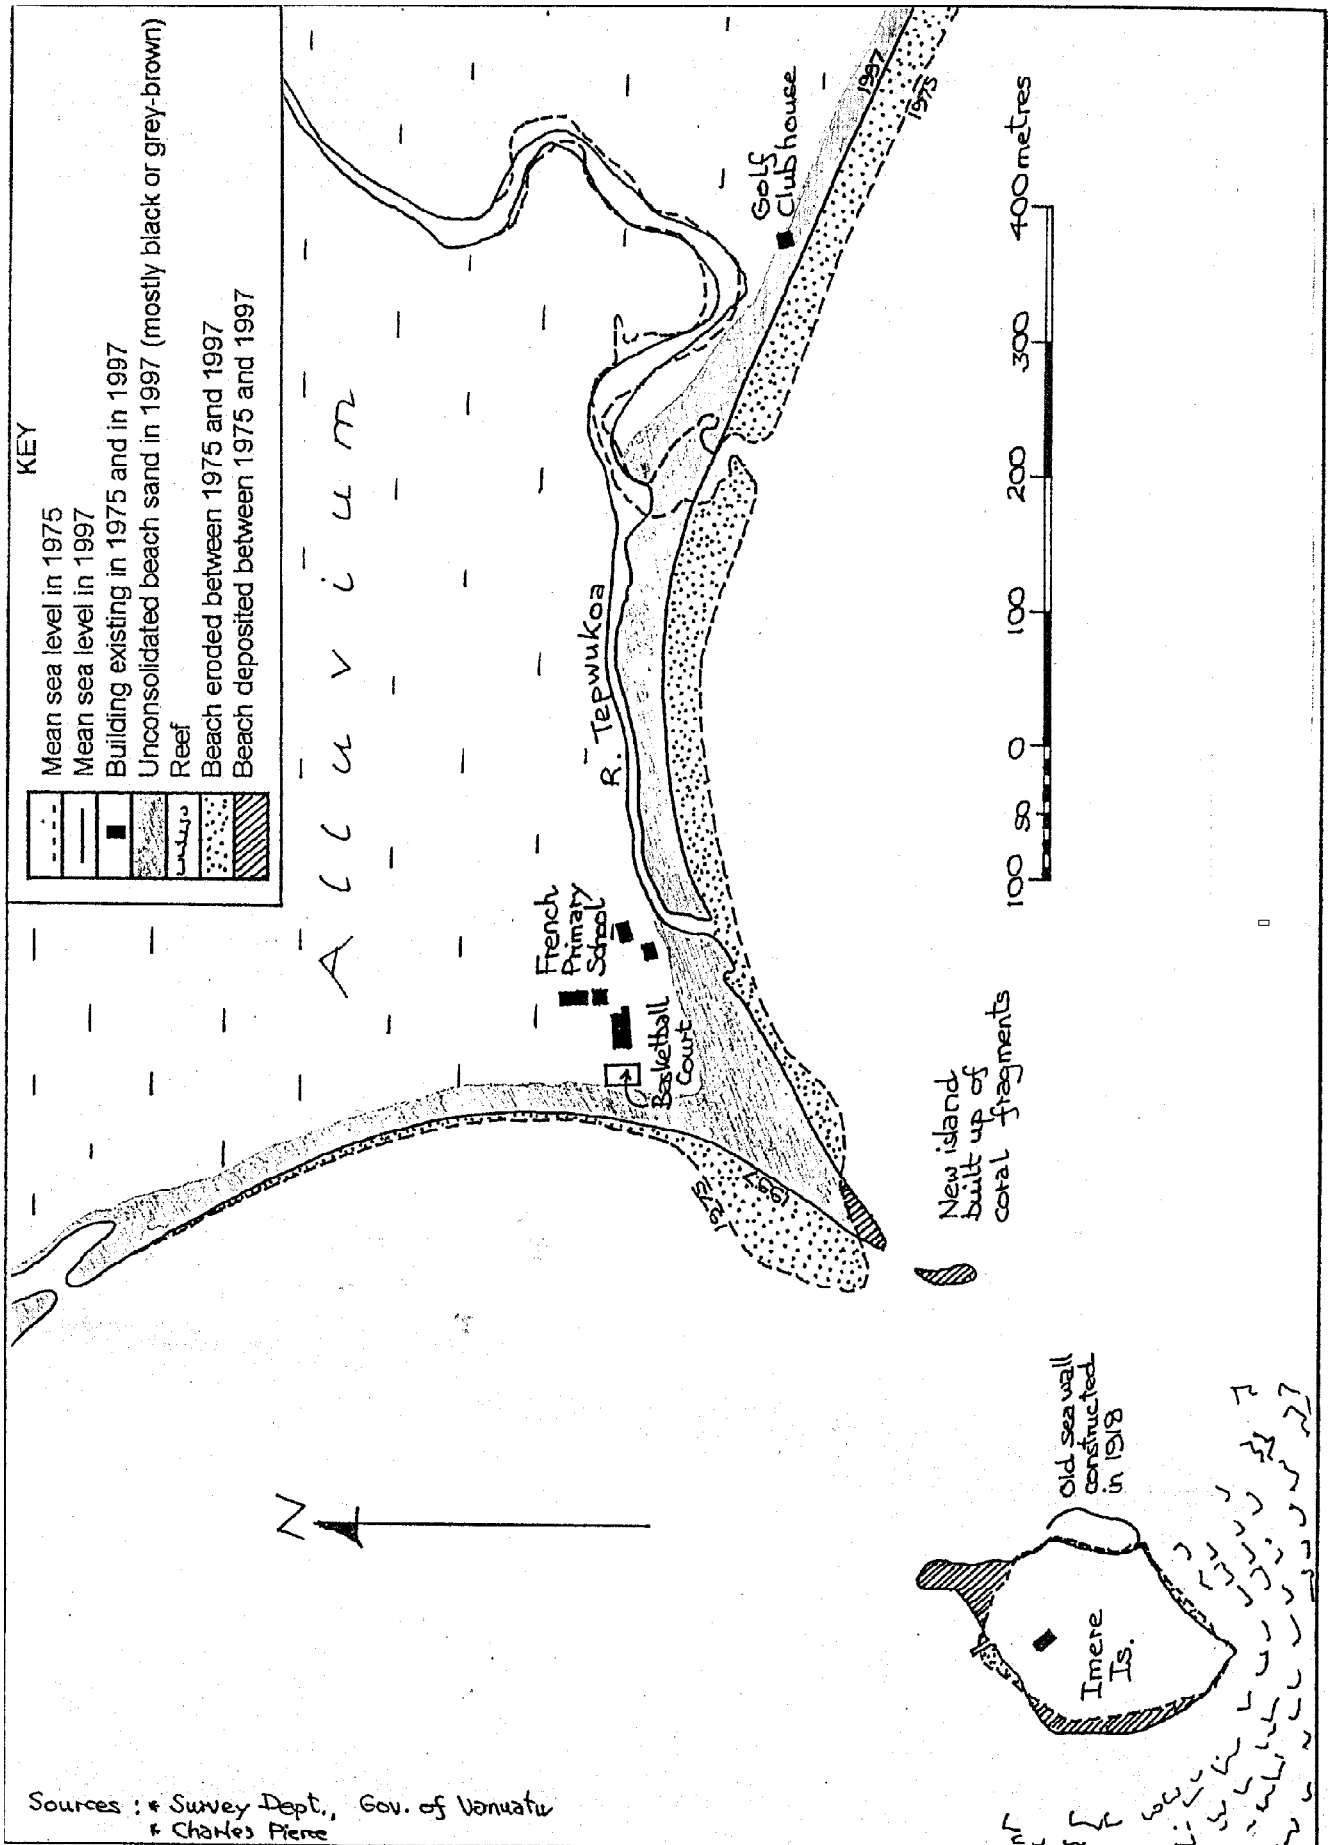 KEY
Mean sea level in 1975
Mean sea level in 1997
Building existing in 1975 and in 1997
Unconsolidated beach sand in 1997 (mostly black or grey-brown)
Reef
Beach eroded between 1975 and 1997
Beach deposited between 1975 and 1997
Alluvium
R. Tepwukoa
Golf
Clubhouse
1997
1975
French
Primary
School
Basketball
Court
1975
1997
New island
built up of
coral fragments
100 50 0 100 200 300 400 metres
N
Old sea wall
constructed
in 1918
Imere
Is.
Sources : * Survey Dept., Gov. of Vanuatu
* Charles Pierce